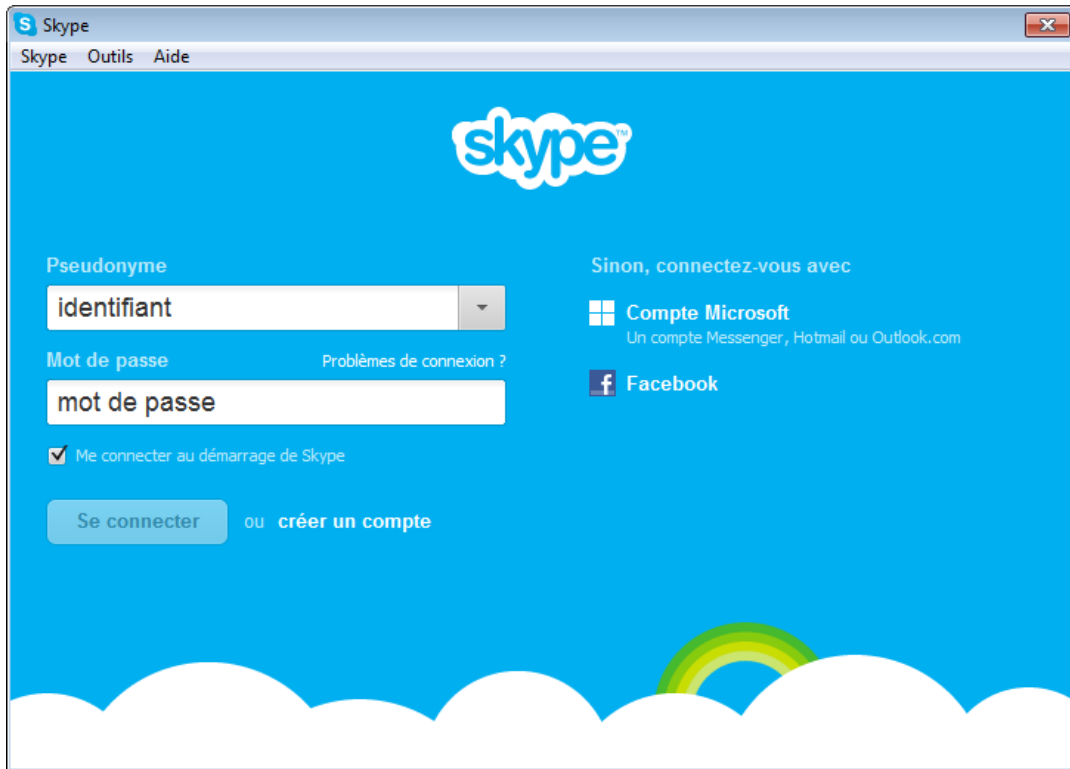 Skype
Skype Outils Aide
skype™
Pseudonyme
identifiant
Mot de passe Problèmes de connexion ?
mot de passe
Me connecter au démarrage de Skype
Se connecter ou créer un compte
Sinon, connectez-vous avec
Compte Microsoft
Un compte Messenger, Hotmail ou Outlook.com
Facebook